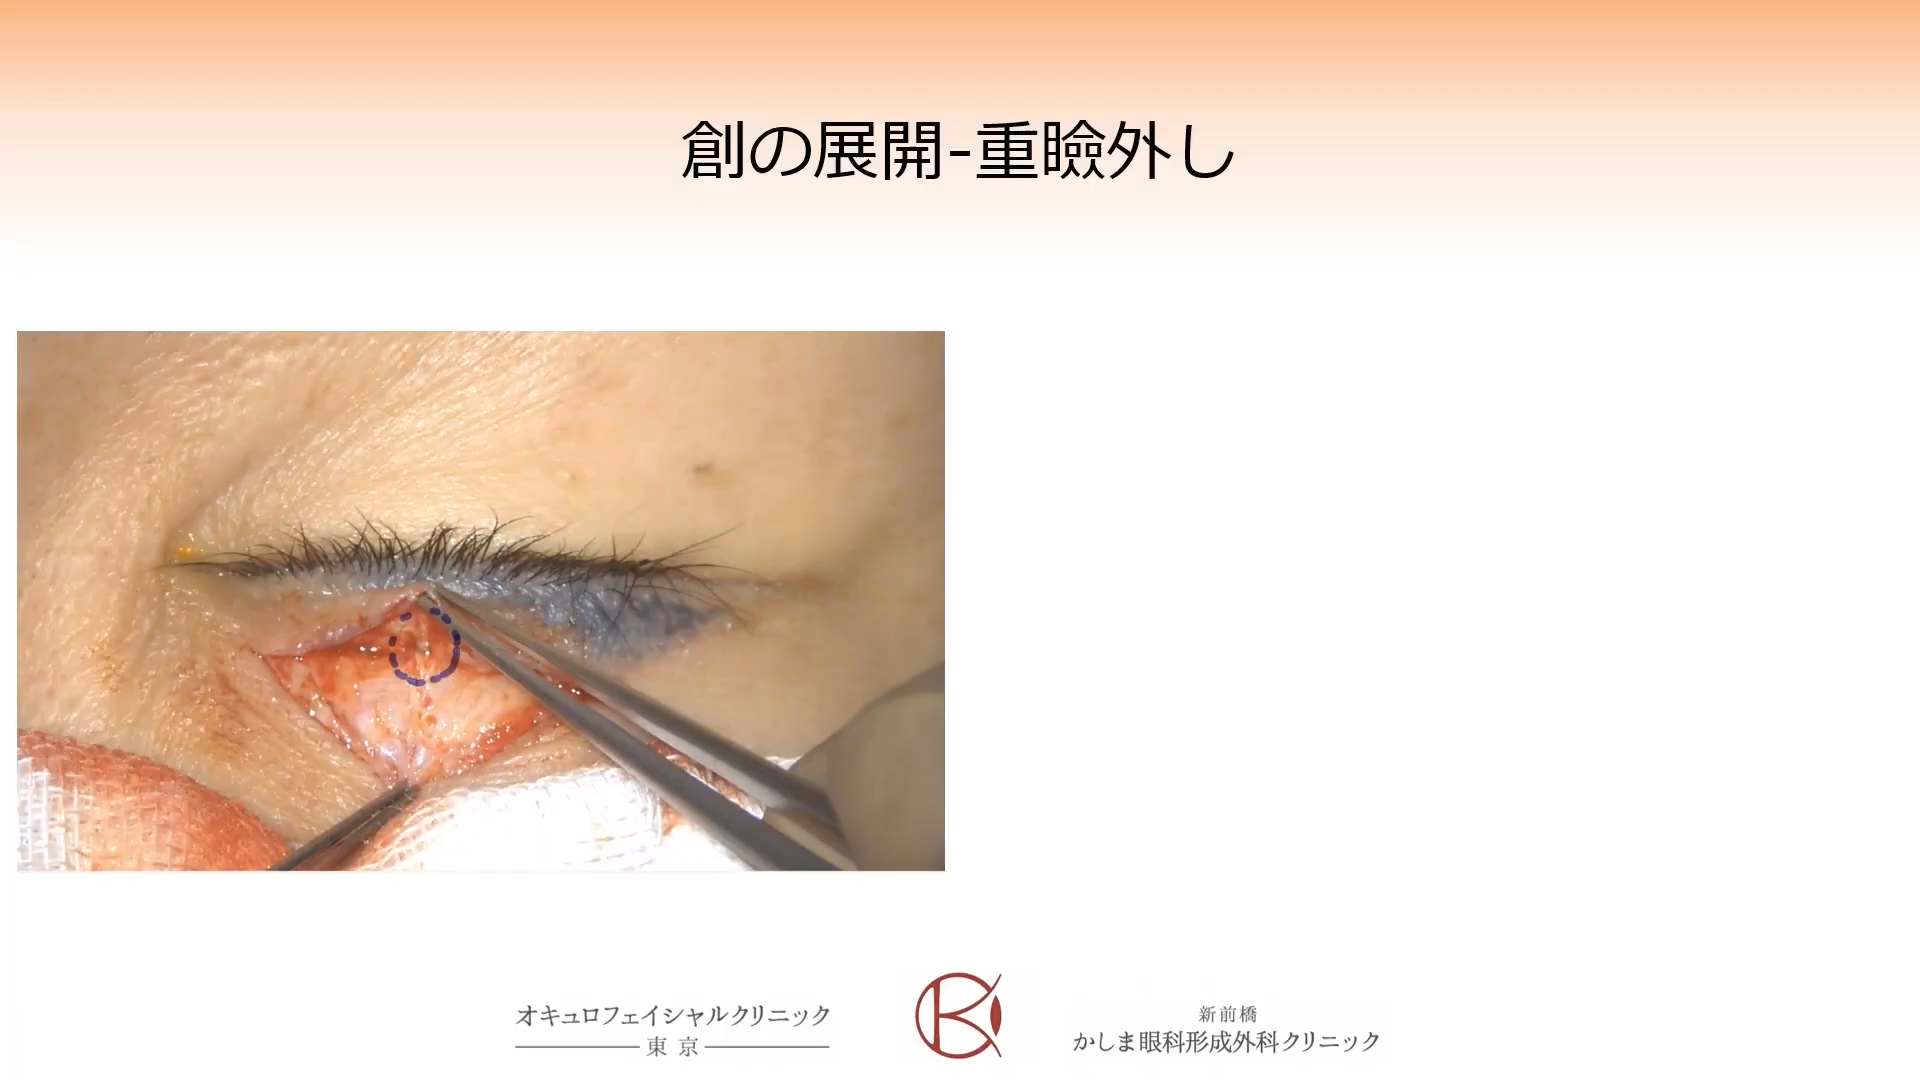 創の展開-重瞼外し
オキュロフェイシャルクリニック
東京
新前橋
かしま眼科形成外科クリニック